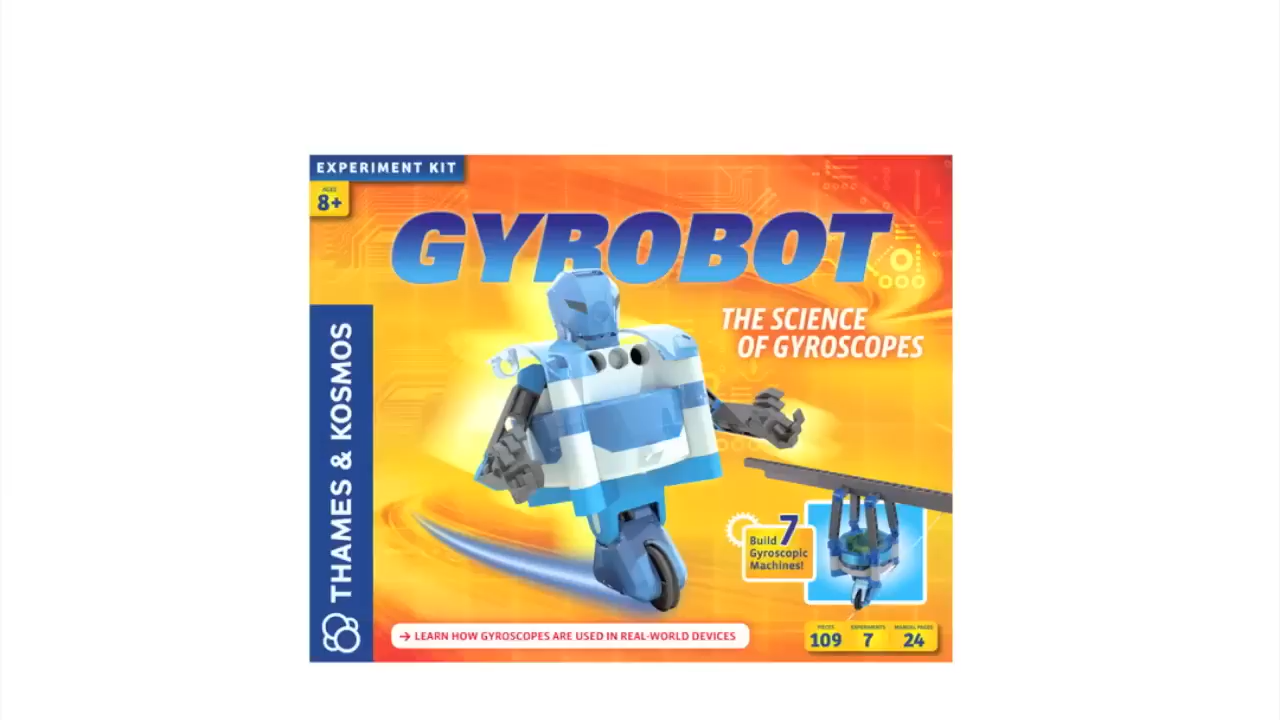 EXPERIMENT KIT
AGES
8+
GYROBOT
THE SCIENCE
OF GYROSCOPES
THAMES & KOSMOS
Build 7
Gyroscopic
Machines!
→ LEARN HOW GYROSCOPES ARE USED IN REAL-WORLD DEVICES
PIECES EXPERIMENTS MANUAL PAGES
109 7 24